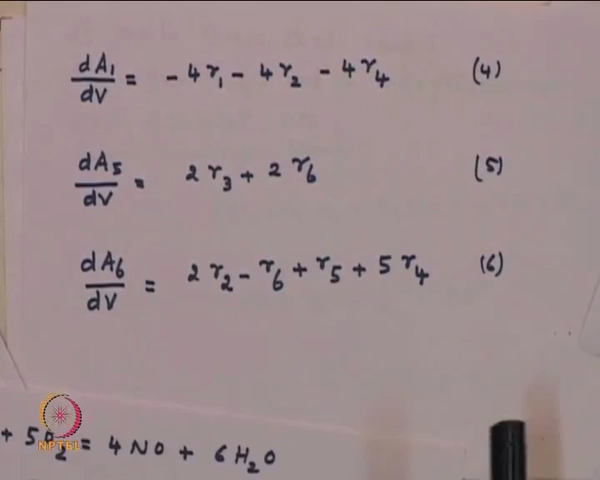 dA₁/dV = - 4r₁ - 4r₂ - 4r₄ (4)
dA₅/dV = 2r₃ + 2r₆ (5)
dA₆/dV = 2r₂ - r₆ + r₅ + 5r₄ (6)
+ 5O₂ = 4NO + 6H₂O
NPTEL